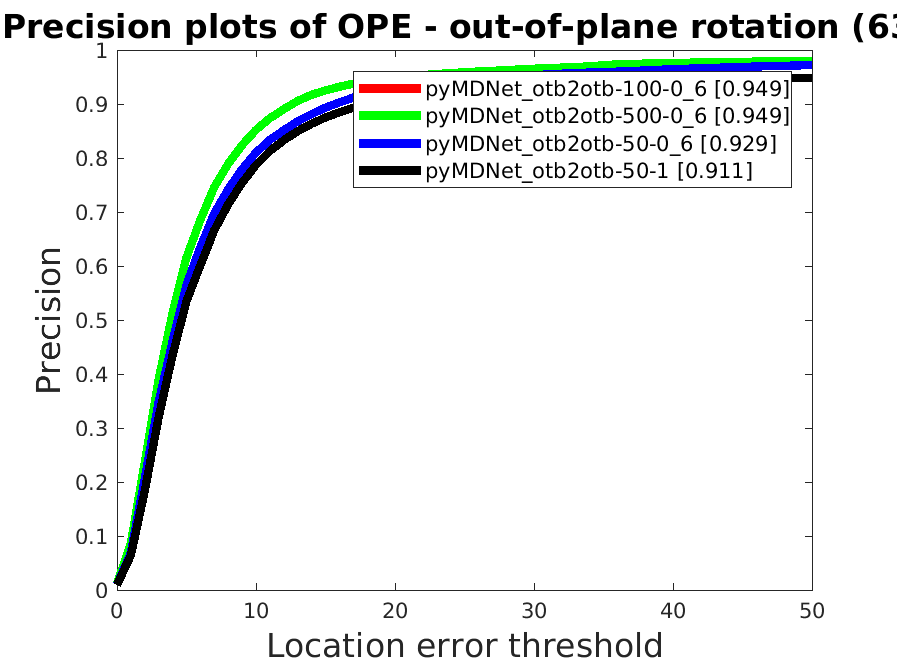 Precision plots of OPE - out-of-plane rotation (63
1
0.9
0.8
0.7
0.6
0.5
0.4
0.3
0.2
0.1
0
Precision
pyMDNet_otb2otb-100-0_6 [0.949]
pyMDNet_otb2otb-500-0_6 [0.949]
pyMDNet_otb2otb-50-0_6 [0.929]
pyMDNet_otb2otb-50-1 [0.911]
0 10 20 30 40 50
Location error threshold